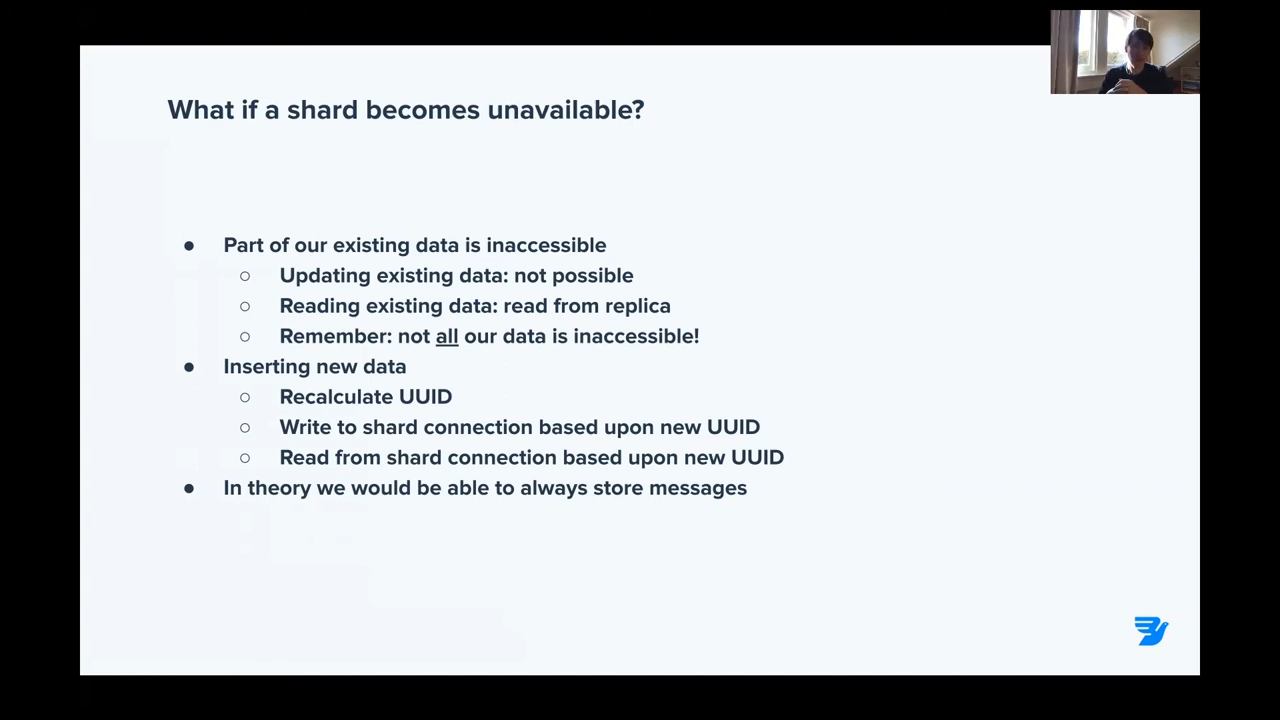 What if a shard becomes unavailable?
● Part of our existing data is inaccessible
○ Updating existing data: not possible
○ Reading existing data: read from replica
○ Remember: not all our data is inaccessible!
● Inserting new data
○ Recalculate UUID
○ Write to shard connection based upon new UUID
○ Read from shard connection based upon new UUID
● In theory we would be able to always store messages